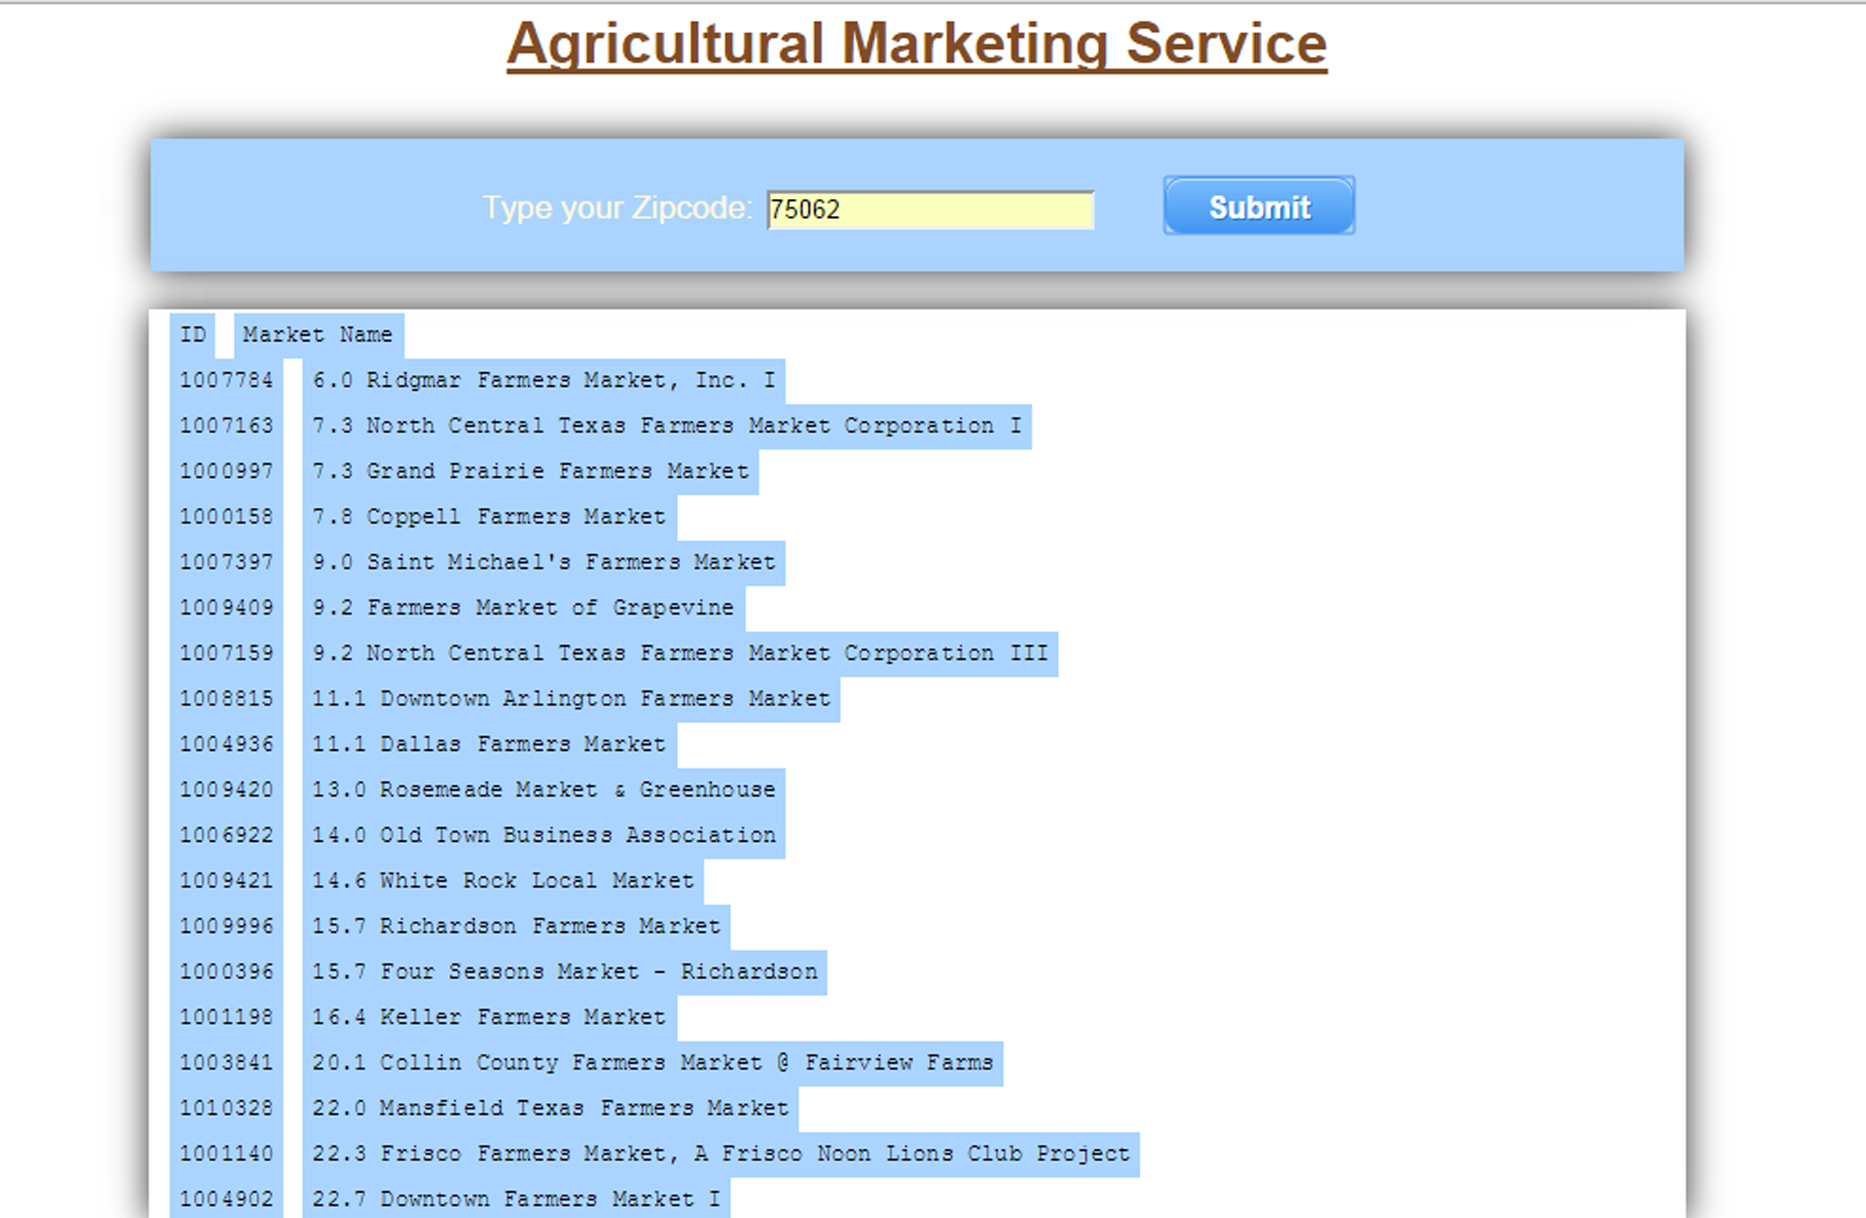 Agricultural Marketing Service
Type your Zipcode: 75062 Submit
ID Market Name
1007784 6.0 Ridgmar Farmers Market, Inc. I
1007163 7.3 North Central Texas Farmers Market Corporation I
1000997 7.3 Grand Prairie Farmers Market
1000158 7.8 Coppell Farmers Market
1007397 9.0 Saint Michael's Farmers Market
1009409 9.2 Farmers Market of Grapevine
1007159 9.2 North Central Texas Farmers Market Corporation III
1008815 11.1 Downtown Arlington Farmers Market
1004936 11.1 Dallas Farmers Market
1009420 13.0 Rosemeade Market & Greenhouse
1006922 14.0 Old Town Business Association
1009421 14.6 White Rock Local Market
1009996 15.7 Richardson Farmers Market
1000396 15.7 Four Seasons Market - Richardson
1001198 16.4 Keller Farmers Market
1003841 20.1 Collin County Farmers Market @ Fairview Farms
1010328 22.0 Mansfield Texas Farmers Market
1001140 22.3 Frisco Farmers Market, A Frisco Noon Lions Club Project
1004902 22.7 Downtown Farmers Market I